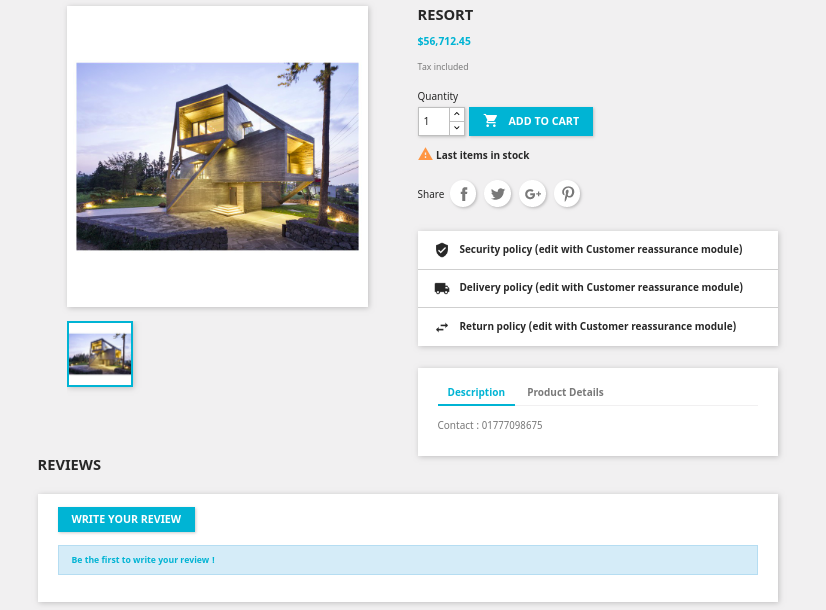 RESORT
$56,712.45
Tax included
Quantity
1
ADD TO CART
Last items in stock
Share
Security policy (edit with Customer reassurance module)
Delivery policy (edit with Customer reassurance module)
Return policy (edit with Customer reassurance module)
Description Product Details
Contact : 01777098675
REVIEWS
WRITE YOUR REVIEW
Be the first to write your review !